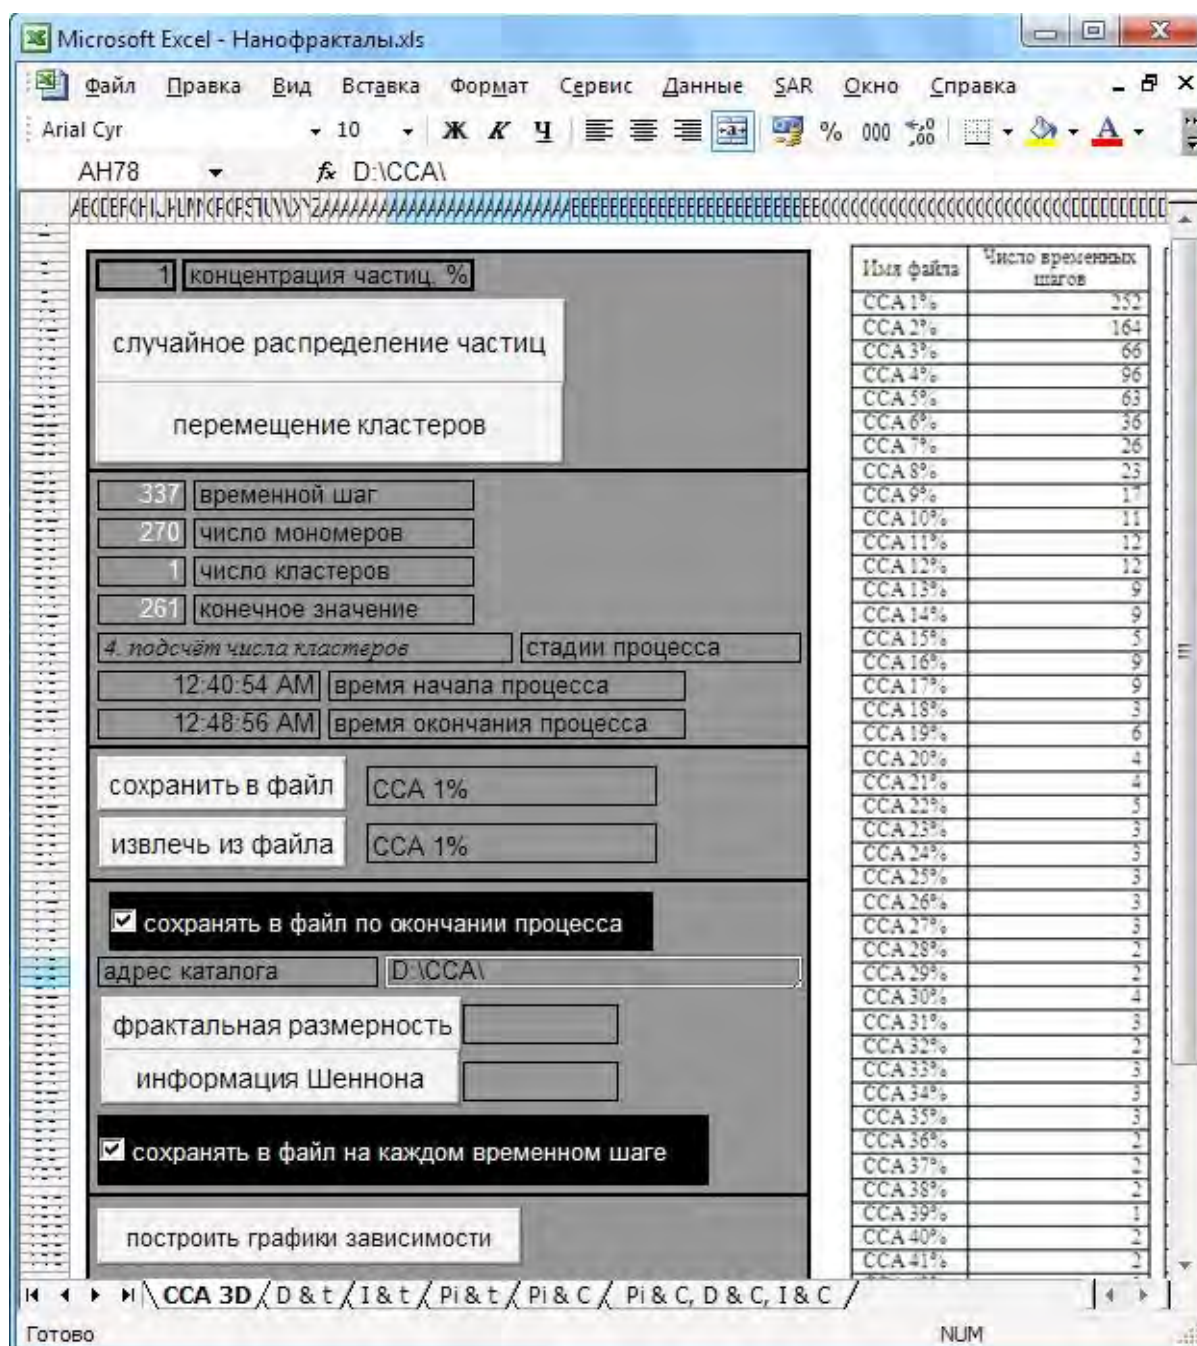 Microsoft Excel - Нанофракталы.xls
Файл Правка Вид Вставка Формат Сервис Данные SAR Окно Справка
Arial Cyr 10 Ж К Ч % 000
AH78 fx D:\CCA\
1 концентрация частиц, %
случайное распределение частиц
перемещение кластеров
337 временной шаг
270 число мономеров
1 число кластеров
261 конечное значение
4. подсчёт числа кластеров стадии процесса
12:40:54 AM время начала процесса
12:48:56 AM время окончания процесса
сохранить в файл CCA 1%
извлечь из файла CCA 1%
сохранять в файл по окончании процесса
адрес каталога D:\CCA\
фрактальная размерность
информация Шеннона
сохранять в файл на каждом временном шаге
построить графики зависимости
Имя файла Число временных шагов
CCA 1% 252
CCA 2% 164
CCA 3% 66
CCA 4% 96
CCA 5% 63
CCA 6% 36
CCA 7% 26
CCA 8% 23
CCA 9% 17
CCA 10% 11
CCA 11% 12
CCA 12% 12
CCA 13% 9
CCA 14% 9
CCA 15% 5
CCA 16% 9
CCA 17% 9
CCA 18% 3
CCA 19% 6
CCA 20% 4
CCA 21% 4
CCA 22% 5
CCA 23% 3
CCA 24% 3
CCA 25% 3
CCA 26% 3
CCA 27% 3
CCA 28% 2
CCA 29% 2
CCA 30% 4
CCA 31% 3
CCA 32% 2
CCA 33% 3
CCA 34% 3
CCA 35% 3
CCA 36% 2
CCA 37% 2
CCA 38% 2
CCA 39% 1
CCA 40% 2
CCA 41% 2
CCA 3D D & t I & t Pi & t Pi & C Pi & C, D & C, I & C
Готово NUM